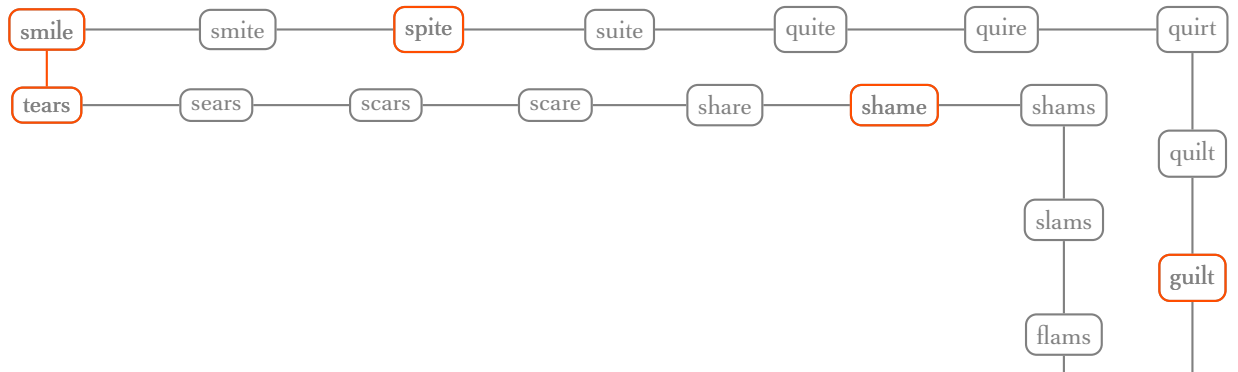 smile smite spite suite quite quire quirt
tears sears scars scare share shame shams
quilt
slams
guilt
flams